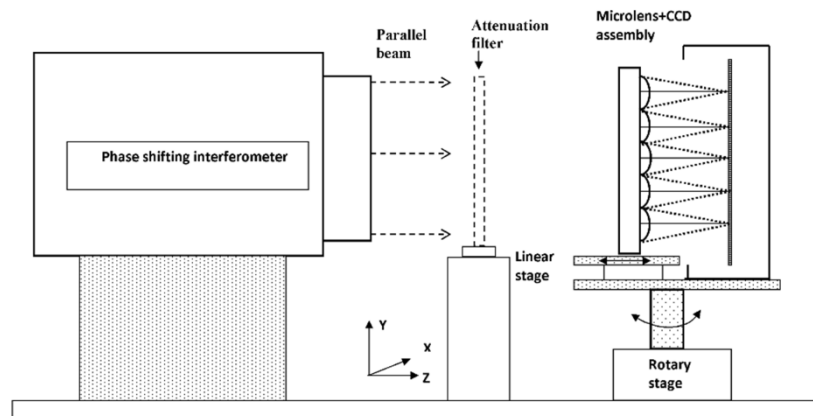 Parallel
beam
Attenuation
filter
Microlens+CCD
assembly
Phase shifting interferometer
Linear
stage
Y
X
Z
Rotary
stage